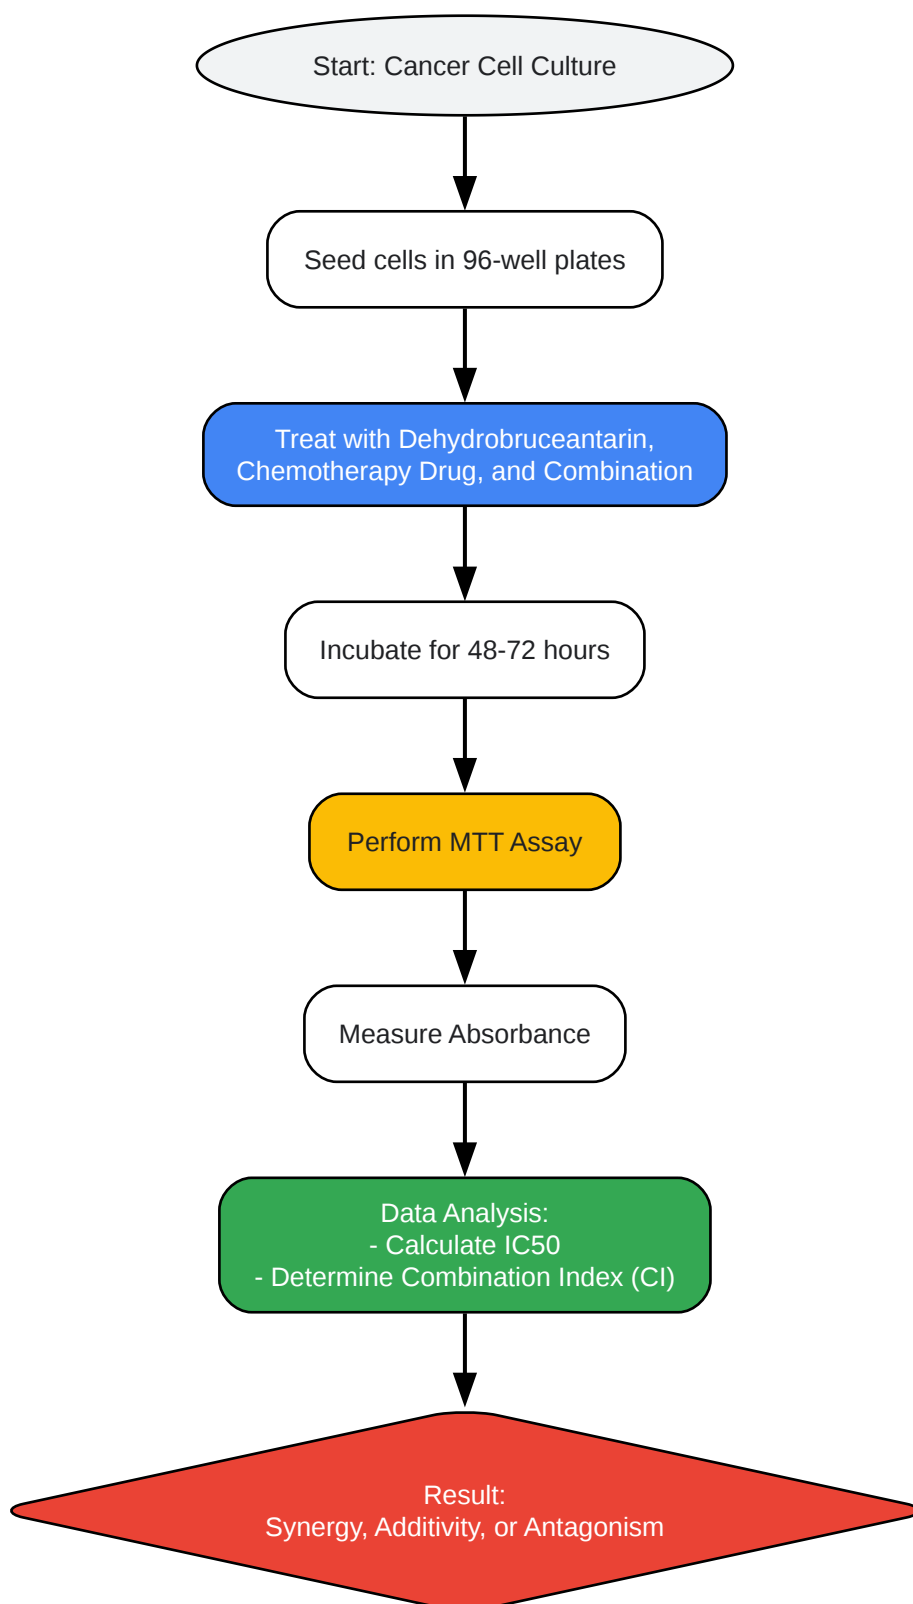 Start: Cancer Cell Culture
Seed cells in 96-well plates
Treat with Dehydrobruceantarin,
Chemotherapy Drug, and Combination
Incubate for 48-72 hours
Perform MTT Assay
Measure Absorbance
Data Analysis:
- Calculate IC50
- Determine Combination Index (CI)
Result:
Synergy, Additivity, or Antagonism